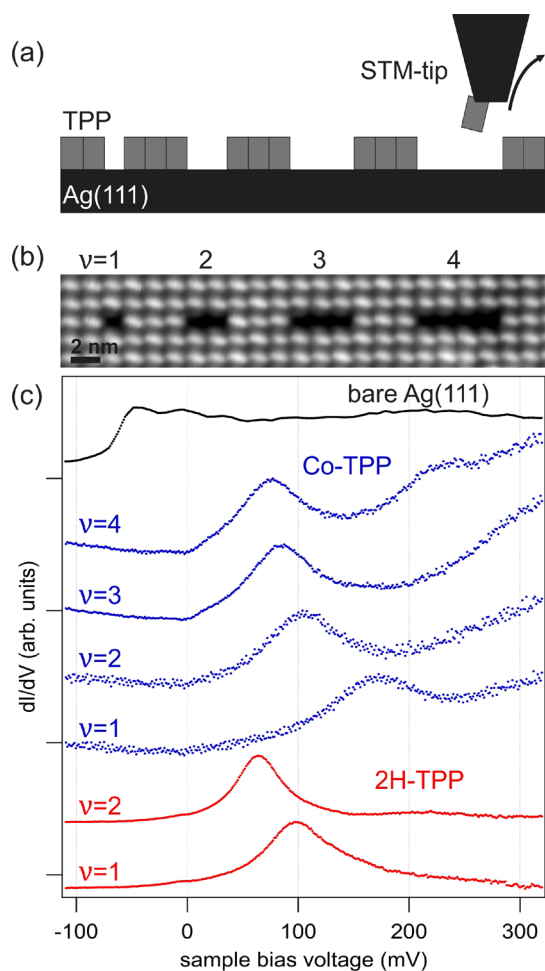 (a)
STM-tip
TPP
Ag(111)
(b)
ν=1 2 3 4
2 nm
(c)
bare Ag(111)
Co-TPP
ν=4
ν=3
ν=2
ν=1
2H-TPP
ν=2
ν=1
dI/dV (arb. units)
-100 0 100 200 300
sample bias voltage (mV)